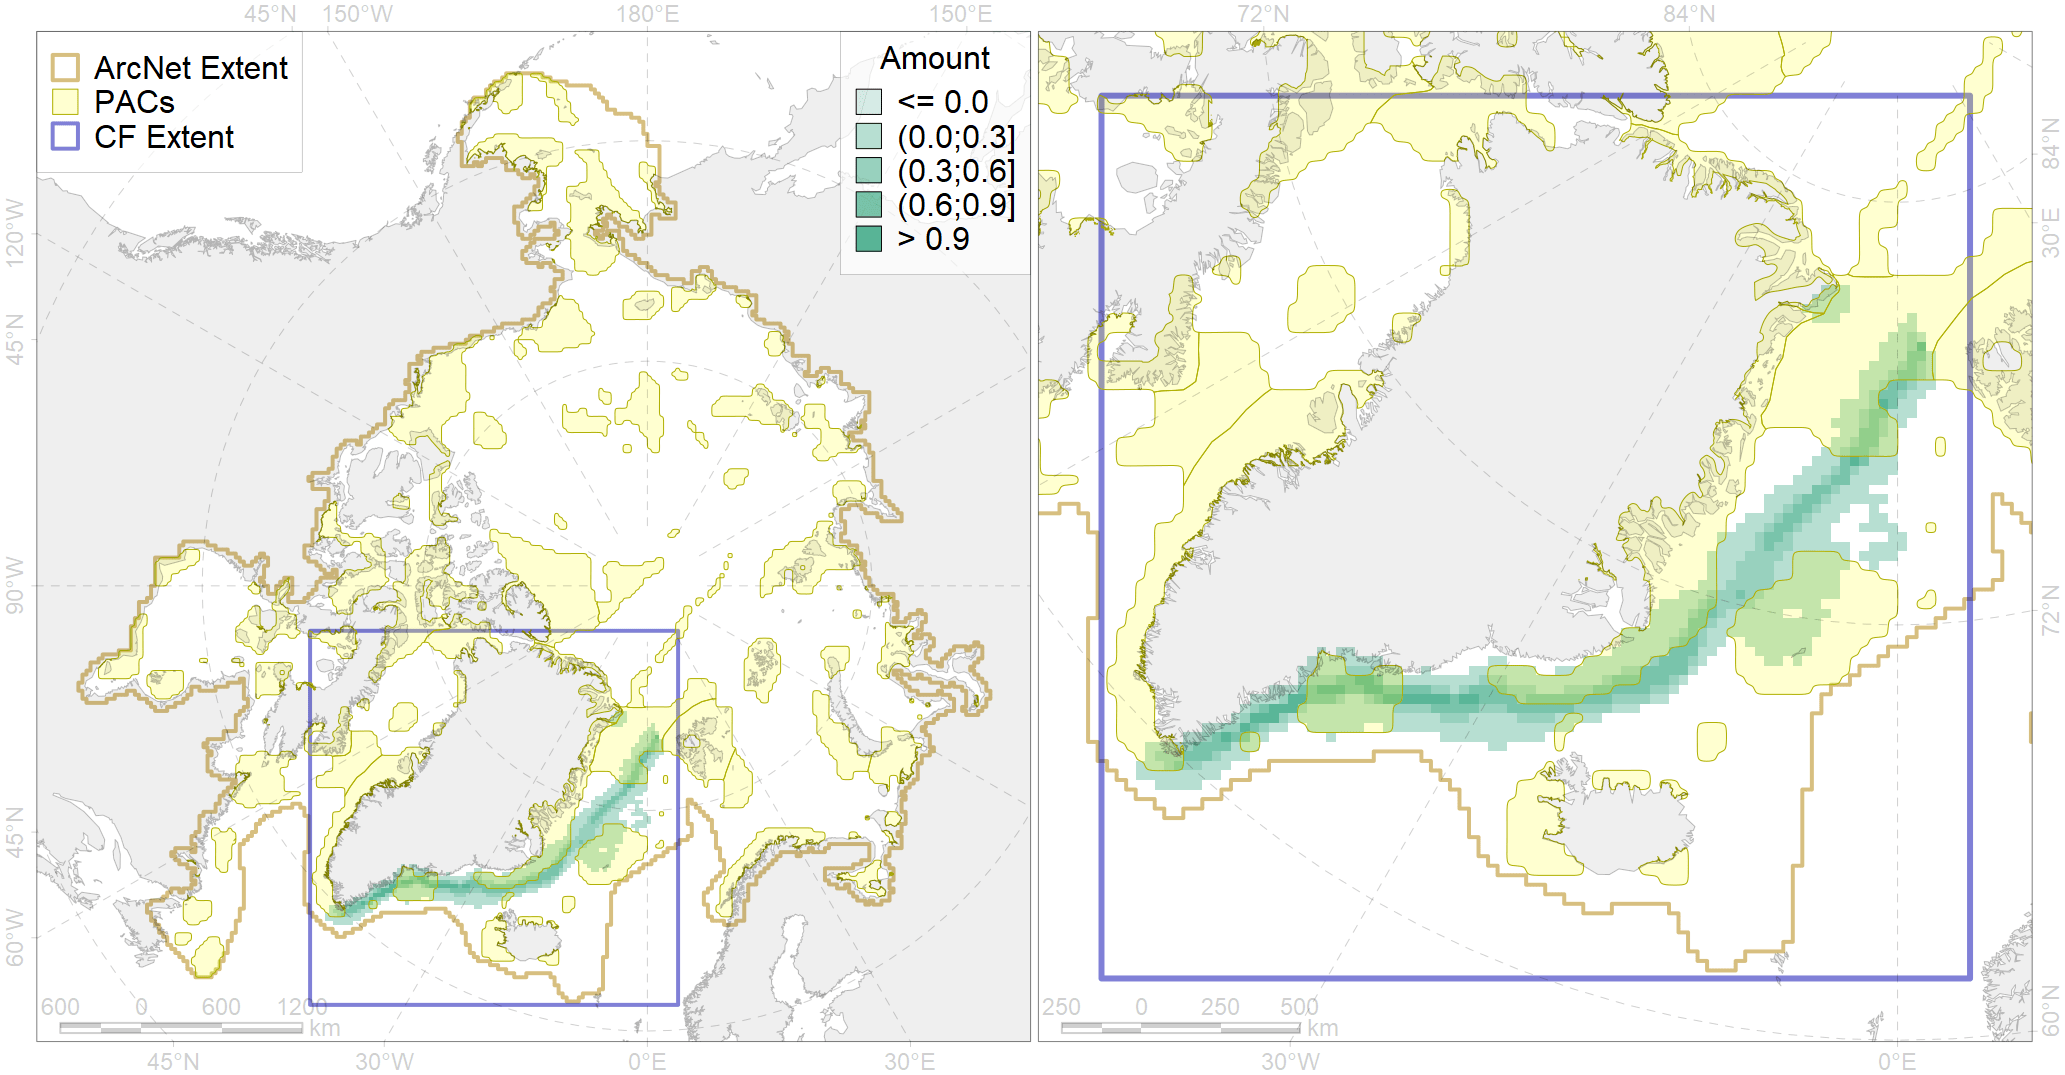 45°N 150°W 180°E 150°E 72°N 84°N
ArcNet Extent
PACs
CF Extent
Amount
<= 0.0
(0.0;0.3]
(0.3;0.6]
(0.6;0.9]
> 0.9
120°W
45°N
90°W
45°N
60°W
84°N
30°E
72°N
60°N
600 0 600 1200
km
250 0 250 500
km
45°N 30°W 0°E 30°E 30°W 0°E